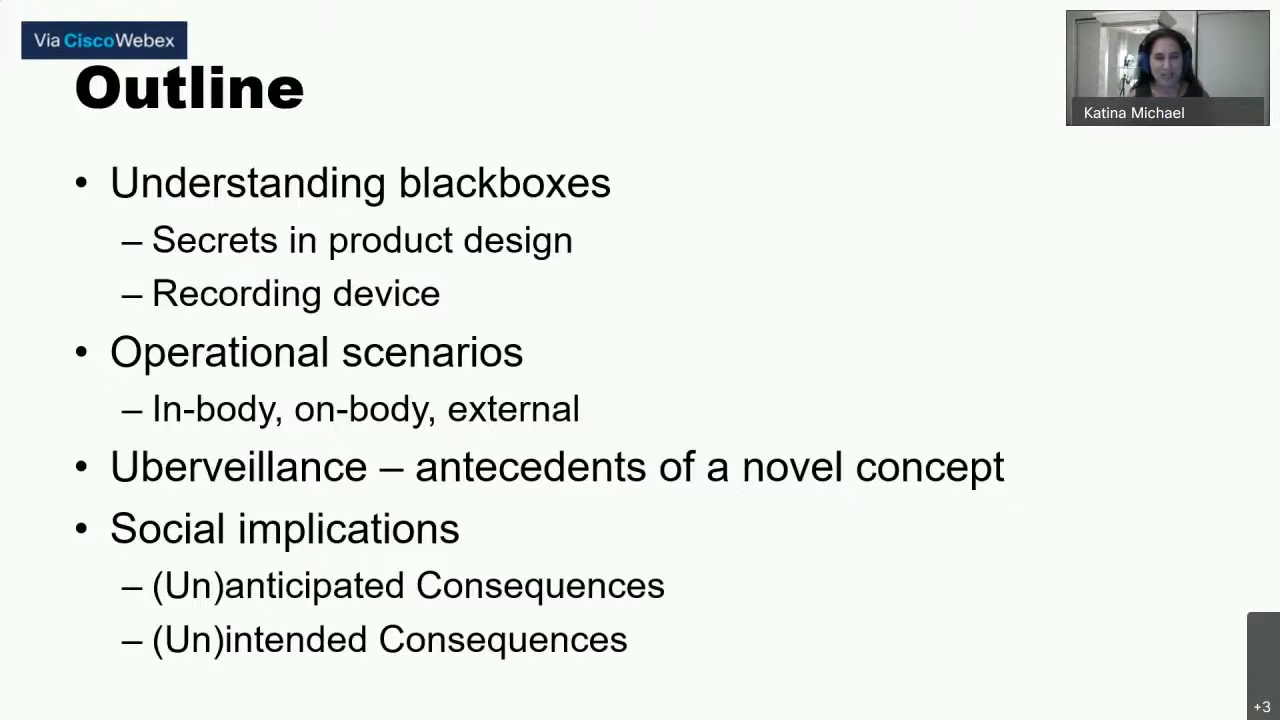 Via CiscoWebex
Outline
Katina Michael
• Understanding blackboxes
– Secrets in product design
– Recording device
• Operational scenarios
– In-body, on-body, external
• Uberveillance – antecedents of a novel concept
• Social implications
– (Un)anticipated Consequences
– (Un)intended Consequences
+3